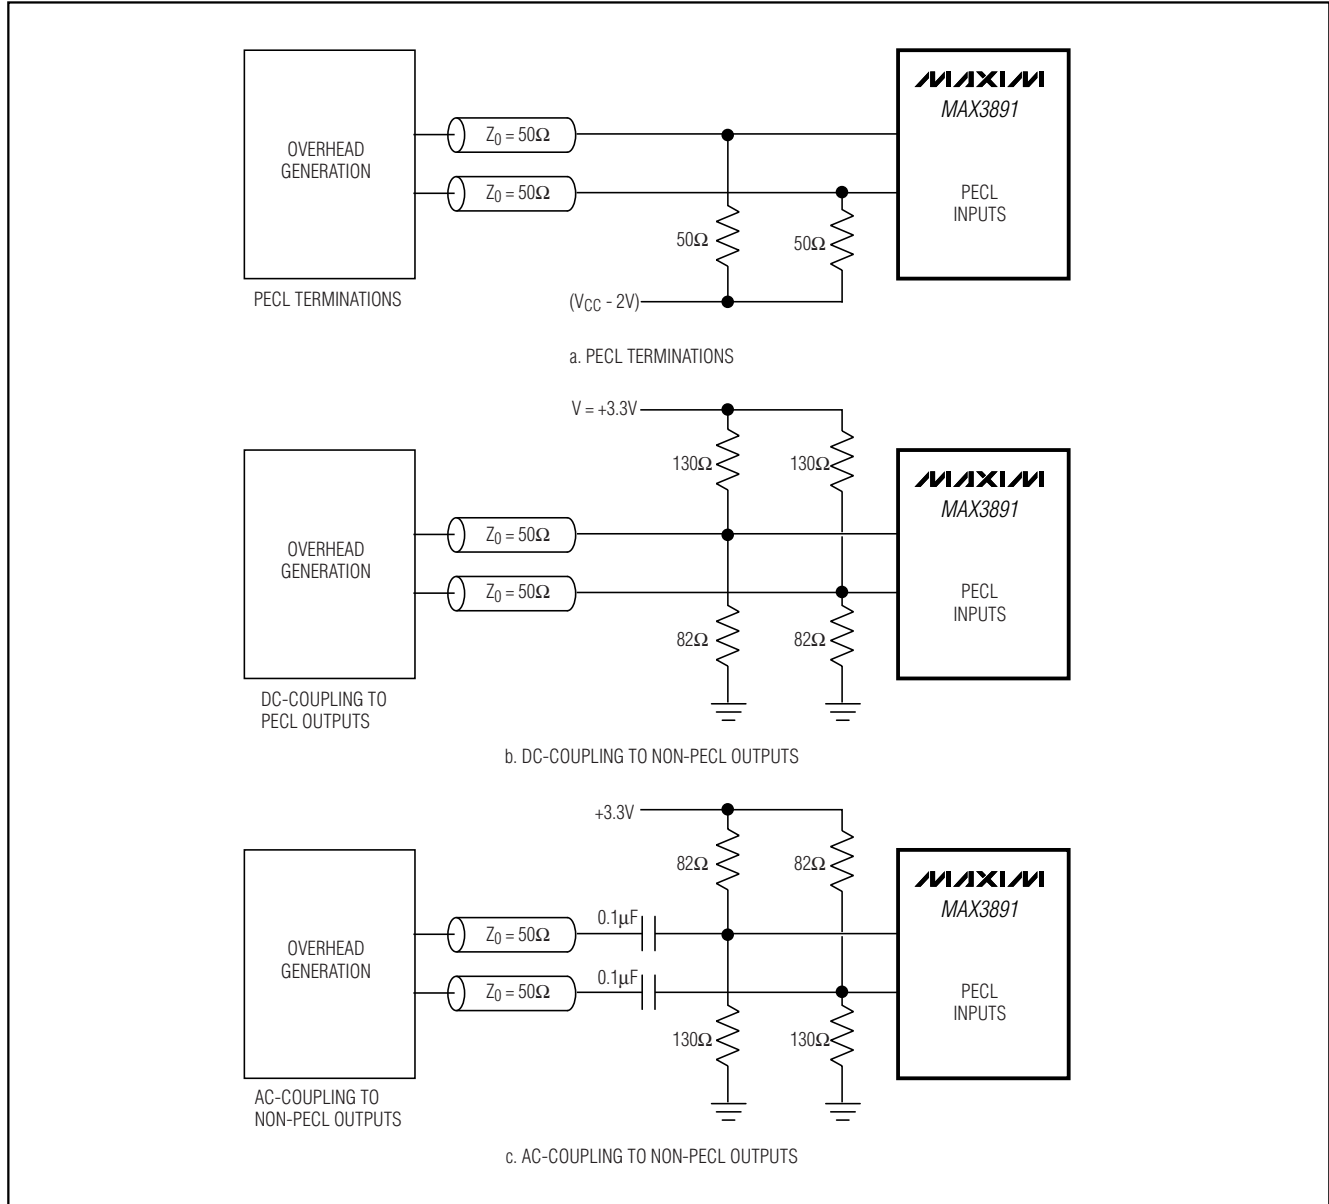 MAXIM
MAX3891
OVERHEAD
GENERATION
Z0 = 50Ω
Z0 = 50Ω
PECL
INPUTS
50Ω
50Ω
(VCC - 2V)
PECL TERMINATIONS
a. PECL TERMINATIONS
V = +3.3V
130Ω
130Ω
MAXIM
MAX3891
OVERHEAD
GENERATION
Z0 = 50Ω
Z0 = 50Ω
PECL
INPUTS
82Ω
82Ω
DC-COUPLING TO
PECL OUTPUTS
b. DC-COUPLING TO NON-PECL OUTPUTS
+3.3V
82Ω
82Ω
MAXIM
MAX3891
OVERHEAD
GENERATION
Z0 = 50Ω
0.1μF
Z0 = 50Ω
0.1μF
PECL
INPUTS
130Ω
130Ω
AC-COUPLING TO
NON-PECL OUTPUTS
c. AC-COUPLING TO NON-PECL OUTPUTS